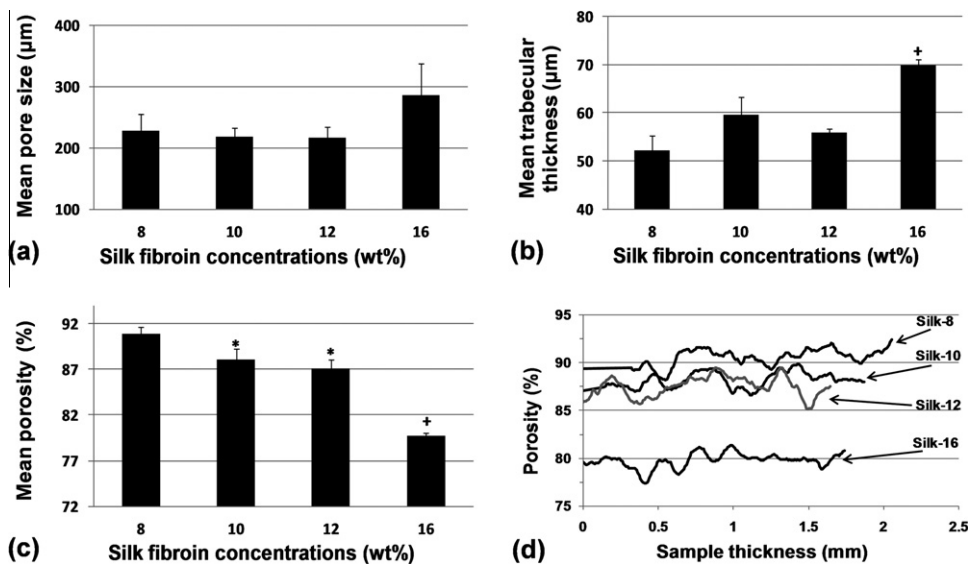 Mean pore size (µm)
400
300
200
100
8 10 12 16
(a)
Silk fibroin concentrations (wt%)
Mean trabecular
thickness (µm)
80
70
60
50
40
+
8 10 12 16
(b)
Silk fibroin concentrations (wt%)
Mean porosity (%)
92
87
82
77
72
*
*
+
8 10 12 16
(c)
Silk fibroin concentrations (wt%)
Porosity (%)
95
90
85
80
75
Silk-8
Silk-10
Silk-12
Silk-16
0 0.5 1 1.5 2 2.5
(d)
Sample thickness (mm)